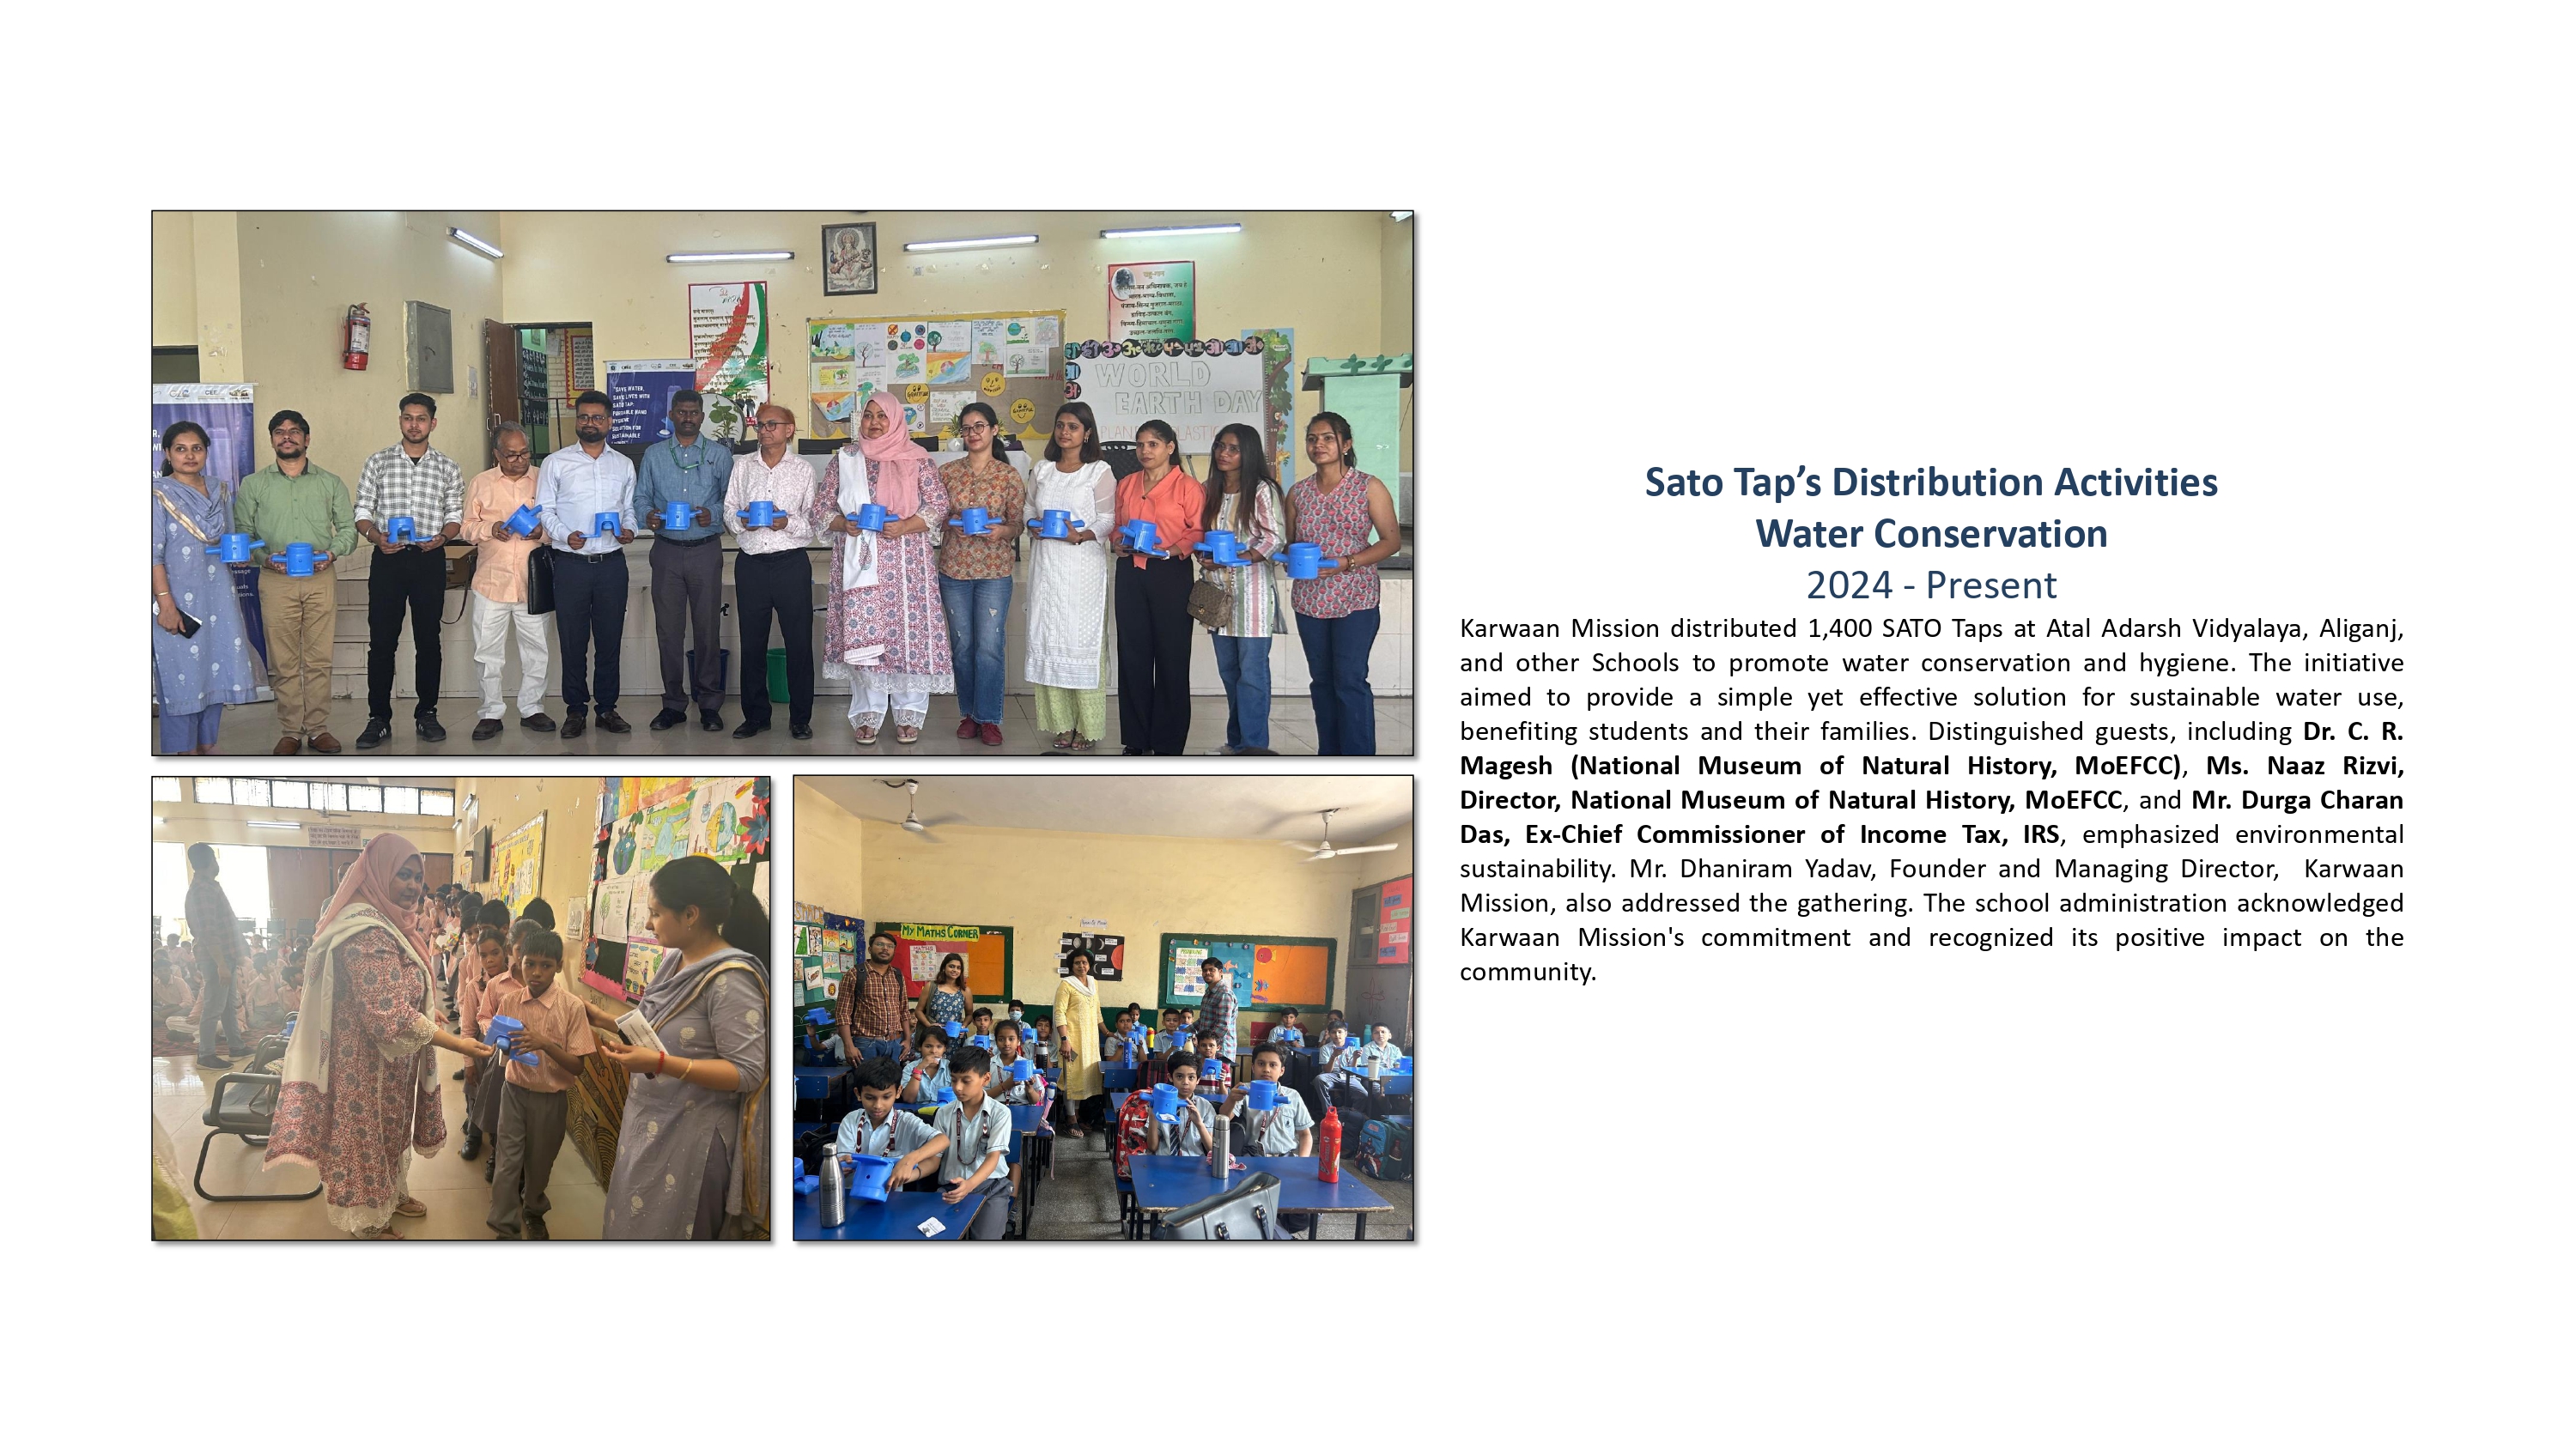 "SAVE WATER,
SAVE LIVES WITH
SATO TAP:
HAND
HYGIENE
SOLUTION FOR
SUSTAINABLE
WORLD
EARTH DAY
MY MATHS CORNER
Sato Tap’s Distribution Activities
Water Conservation
2024 - Present
Karwaan Mission distributed 1,400 SATO Taps at Atal Adarsh Vidyalaya, Aliganj,
and other Schools to promote water conservation and hygiene. The initiative
aimed to provide a simple yet effective solution for sustainable water use,
benefiting students and their families. Distinguished guests, including Dr. C. R.
Magesh (National Museum of Natural History, MoEFCC), Ms. Naaz Rizvi,
Director, National Museum of Natural History, MoEFCC, and Mr. Durga Charan
Das, Ex-Chief Commissioner of Income Tax, IRS, emphasized environmental
sustainability. Mr. Dhaniram Yadav, Founder and Managing Director, Karwaan
Mission, also addressed the gathering. The school administration acknowledged
Karwaan Mission's commitment and recognized its positive impact on the
community.